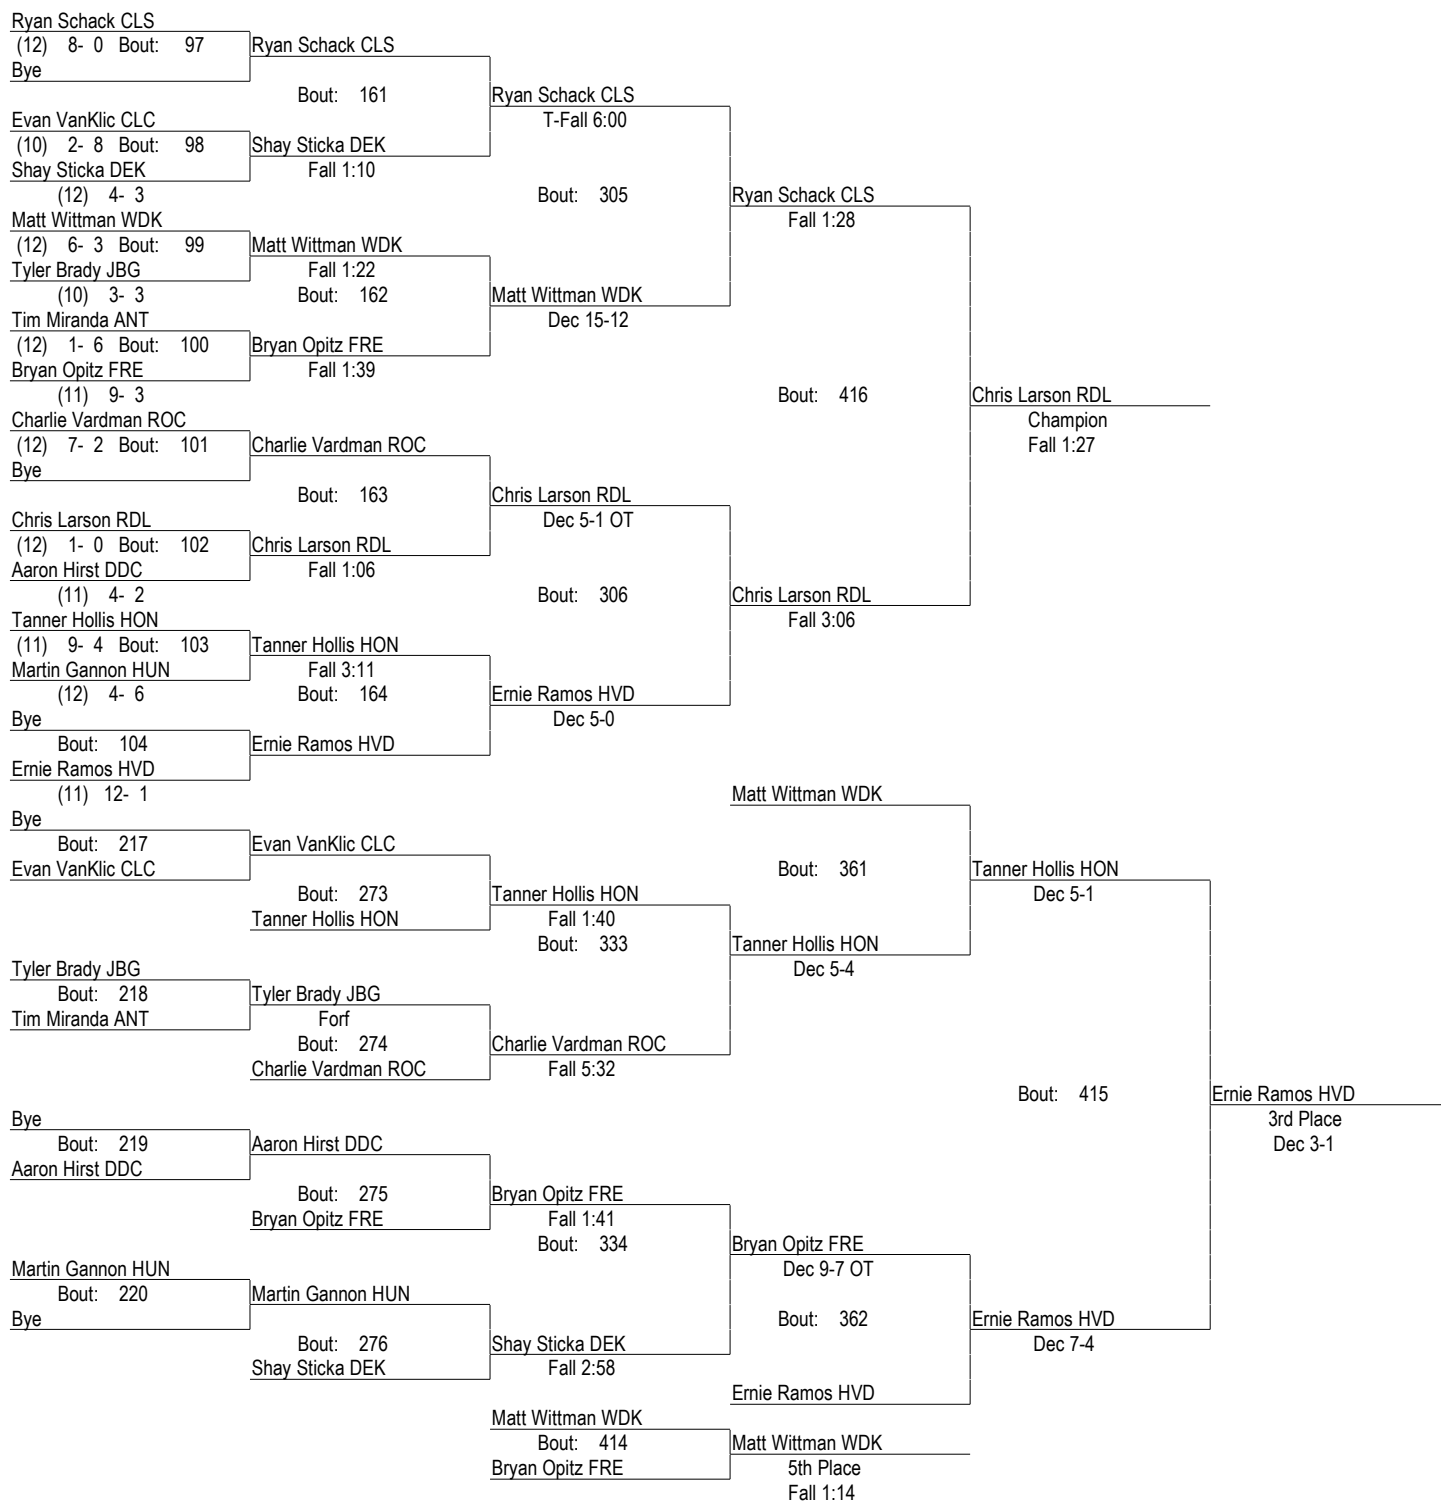 Ryan Schack CLS
(12) 8- 0 Bout: 97 Ryan Schack CLS
Bye
Bout: 161 Ryan Schack CLS
Evan VanKlic CLC T-Fall 6:00
(10) 2- 8 Bout: 98 Shay Sticka DEK
Shay Sticka DEK Fall 1:10
(12) 4- 3 Bout: 305 Ryan Schack CLS
Matt Wittman WDK Fall 1:28
(12) 6- 3 Bout: 99 Matt Wittman WDK
Tyler Brady JBG Fall 1:22
(10) 3- 3 Bout: 162 Matt Wittman WDK
Tim Miranda ANT Dec 15-12
(12) 1- 6 Bout: 100 Bryan Opitz FRE
Bryan Opitz FRE Fall 1:39
(11) 9- 3 Bout: 416 Chris Larson RDL
Charlie Vardman ROC Champion
(12) 7- 2 Bout: 101 Charlie Vardman ROC Fall 1:27
Bye
Bout: 163 Chris Larson RDL
Chris Larson RDL Dec 5-1 OT
(12) 1- 0 Bout: 102 Chris Larson RDL
Aaron Hirst DDC Fall 1:06
(11) 4- 2 Bout: 306 Chris Larson RDL
Tanner Hollis HON Fall 3:06
(11) 9- 4 Bout: 103 Tanner Hollis HON
Martin Gannon HUN Fall 3:11
(12) 4- 6 Bout: 164 Ernie Ramos HVD
Bye Dec 5-0
Bout: 104 Ernie Ramos HVD
Ernie Ramos HVD
(11) 12- 1 Matt Wittman WDK
Bye
Bout: 217 Evan VanKlic CLC
Evan VanKlic CLC Bout: 361 Tanner Hollis HON
Bout: 273 Tanner Hollis HON Dec 5-1
Tanner Hollis HON Fall 1:40
Bout: 333 Tanner Hollis HON
Tyler Brady JBG Dec 5-4
Bout: 218 Tyler Brady JBG
Tim Miranda ANT Forf
Bout: 274 Charlie Vardman ROC
Charlie Vardman ROC Fall 5:32
Bout: 415 Ernie Ramos HVD
Bye 3rd Place
Bout: 219 Aaron Hirst DDC Dec 3-1
Aaron Hirst DDC
Bout: 275 Bryan Opitz FRE
Bryan Opitz FRE Fall 1:41
Bout: 334 Bryan Opitz FRE
Martin Gannon HUN Dec 9-7 OT
Bout: 220 Martin Gannon HUN
Bye Bout: 362 Ernie Ramos HVD
Bout: 276 Shay Sticka DEK Dec 7-4
Shay Sticka DEK Fall 2:58
Ernie Ramos HVD
Matt Wittman WDK
Bout: 414 Matt Wittman WDK
Bryan Opitz FRE 5th Place
Fall 1:14